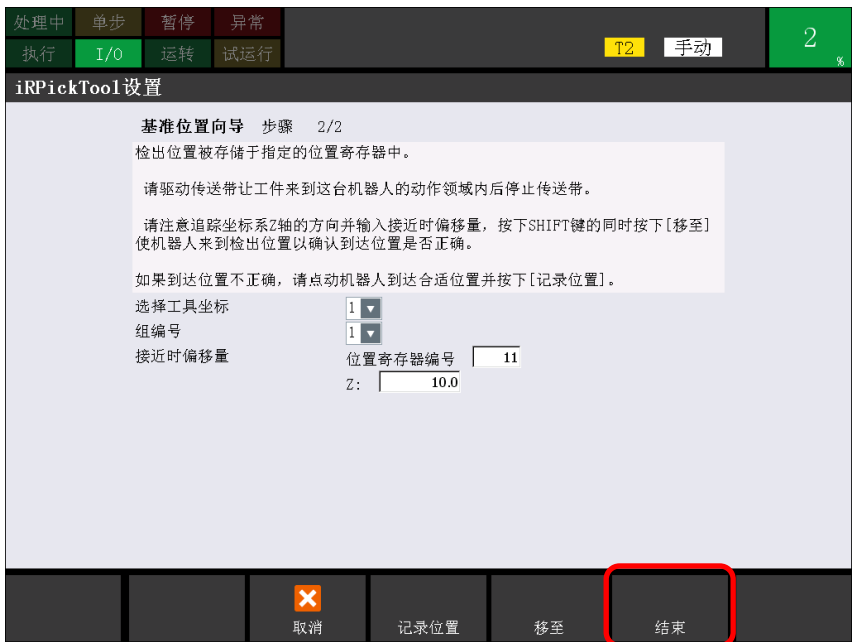 处理中 单步 暂停 异常
执行 I/O 运转 试运行
T2 手动
2
%
iRPickTool设置
基准位置向导 步骤 2/2
检出位置被存储于指定的位置寄存器中。
请驱动传送带让工件来到这台机器人的动作领域内后停止传送带。
请注意追踪坐标系Z轴的方向并输入接近时偏移量，按下SHIFT键的同时按下[移至]
使机器人来到检出位置以确认到达位置是否正确。
如果到达位置不正确，请点动机器人到达合适位置并按下[记录位置]。
选择工具坐标 1
组编号 1
接近时偏移量 位置寄存器编号 11
Z: 10.0
取消 记录位置 移至 结束